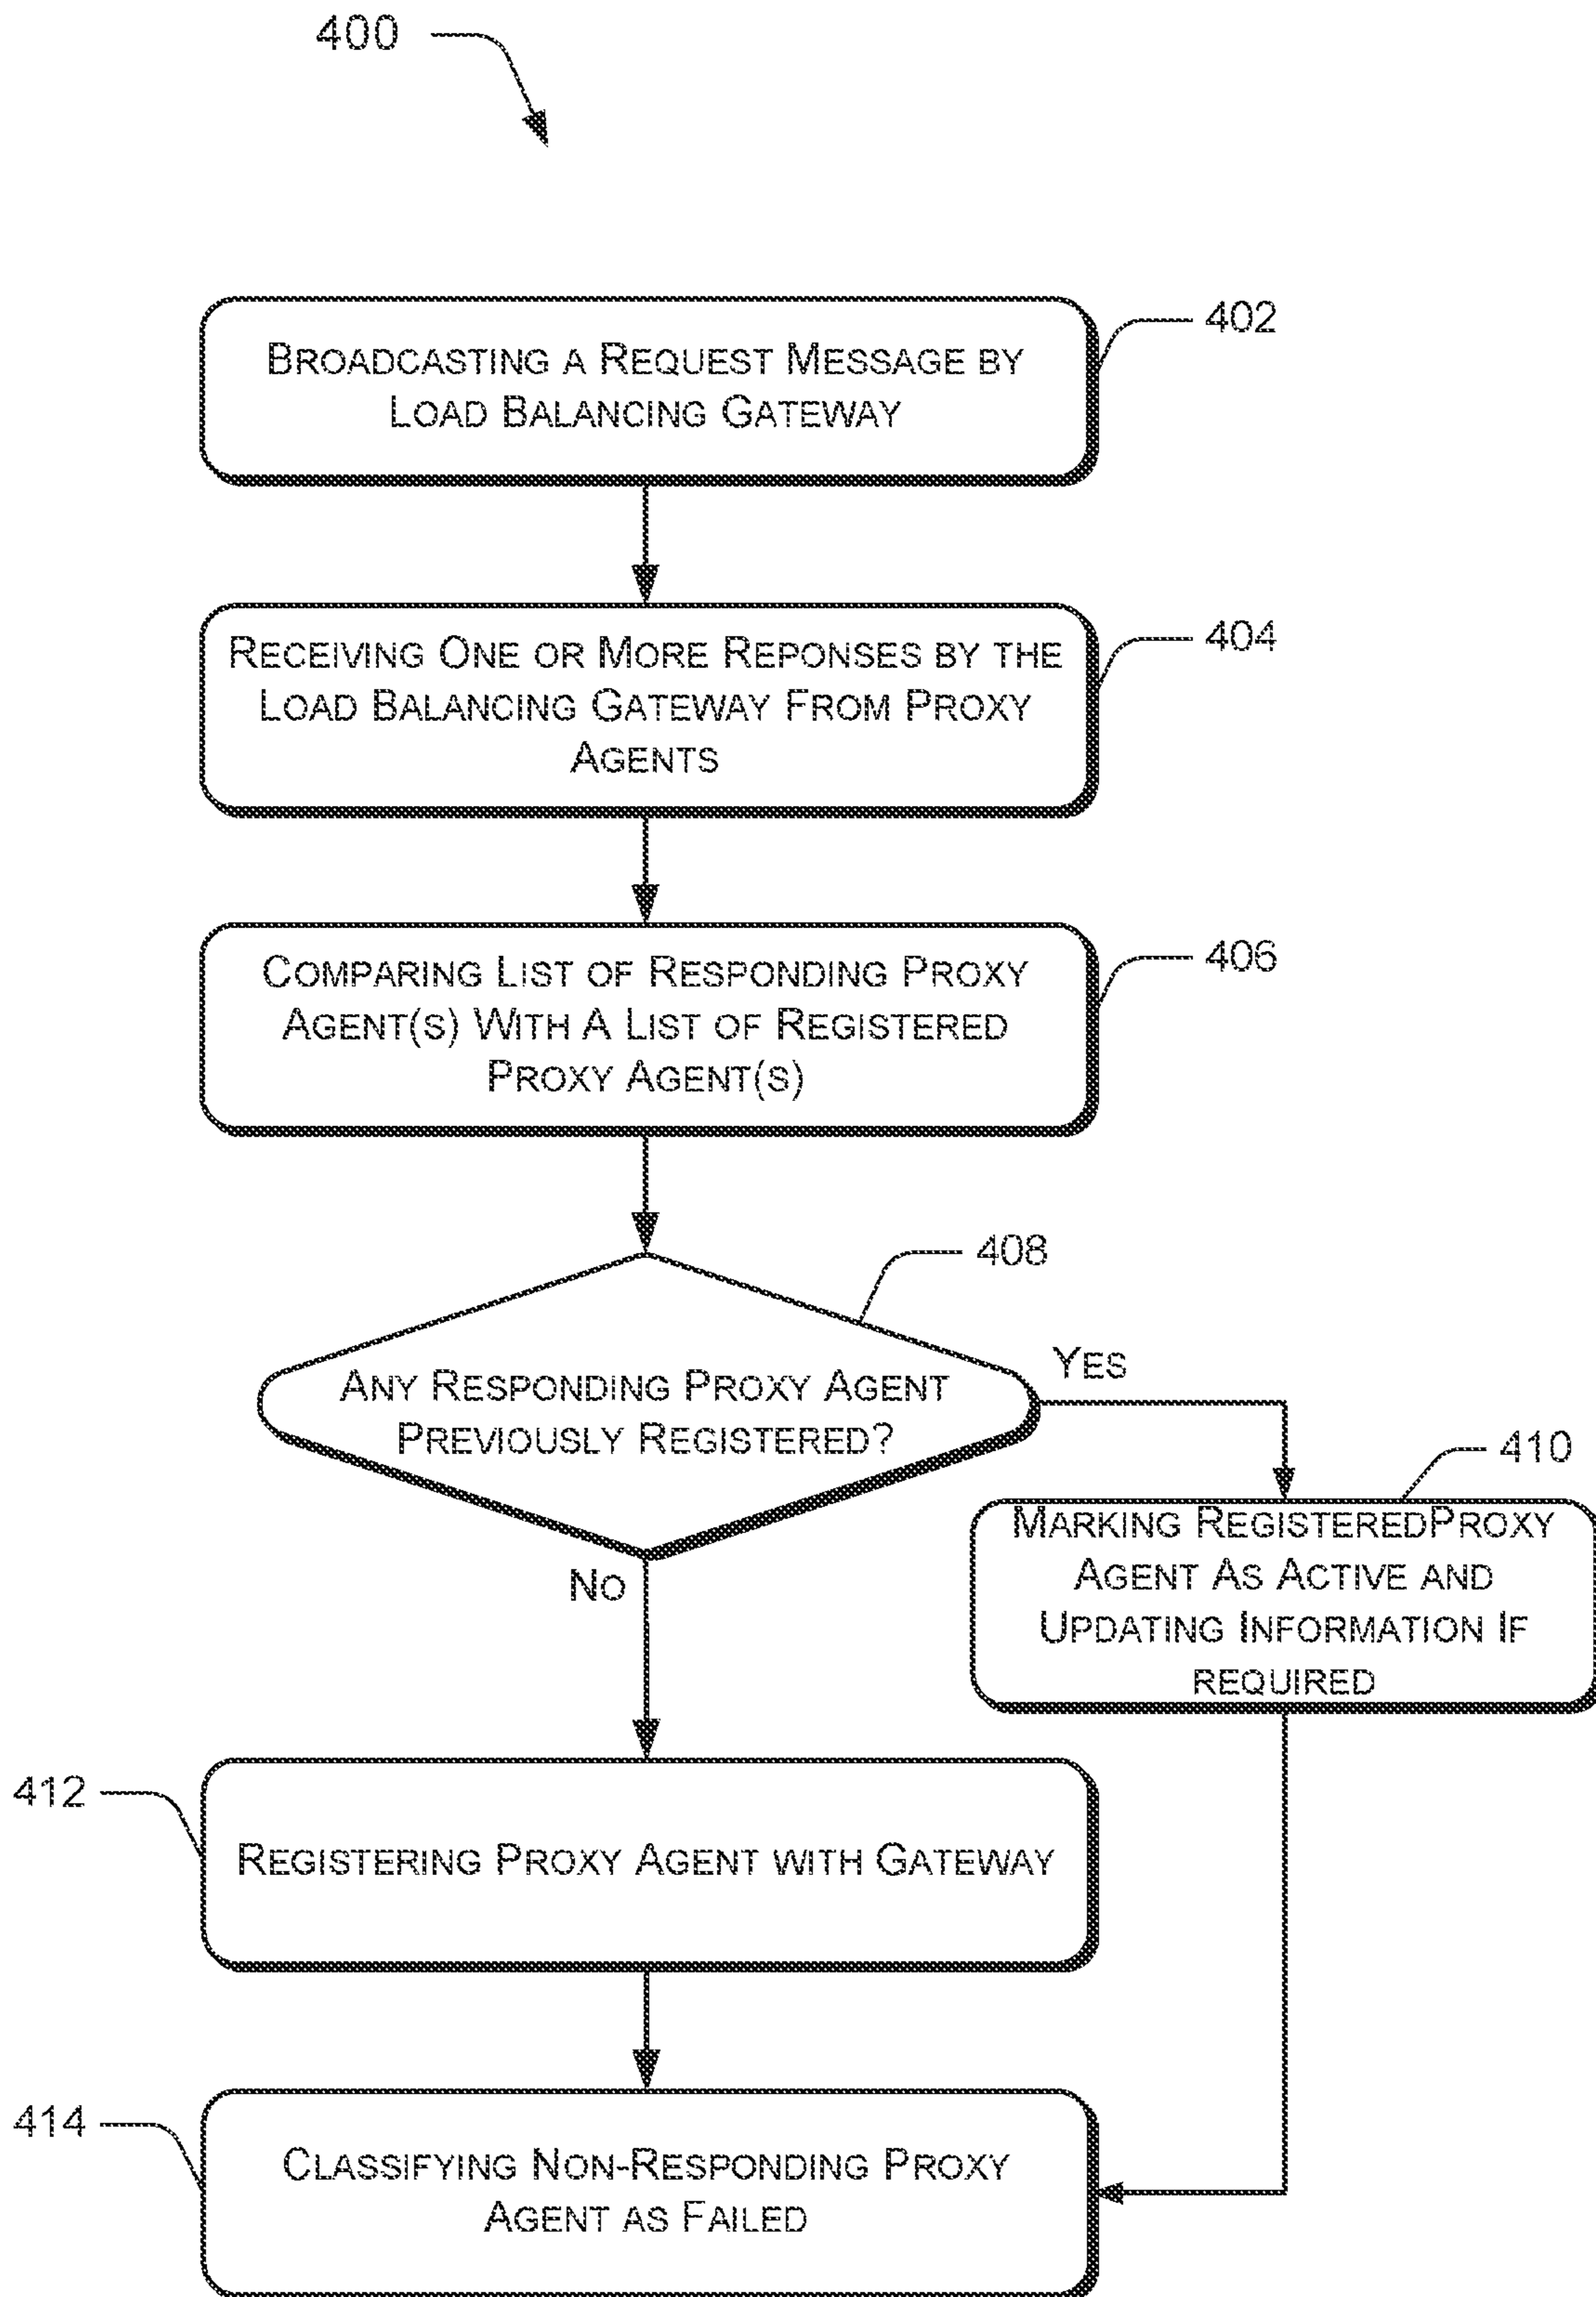 400
BROADCASTING A REQUEST MESSAGE BY
LOAD BALANCING GATEWAY
402
RECEIVING ONE OR MORE REPONSES BY THE
LOAD BALANCING GATEWAY FROM PROXY
AGENTS
404
COMPARING LIST OF RESPONDING PROXY
AGENT(S) WITH A LIST OF REGISTERED
PROXY AGENT(S)
406
408
ANY RESPONDING PROXY AGENT
PREVIOUSLY REGISTERED?
YES
NO
410
MARKING REGISTEREDPROXY
AGENT AS ACTIVE AND
UPDATING INFORMATION IF
REQUIRED
412
REGISTERING PROXY AGENT WITH GATEWAY
414
CLASSIFYING NON-RESPONDING PROXY
AGENT AS FAILED